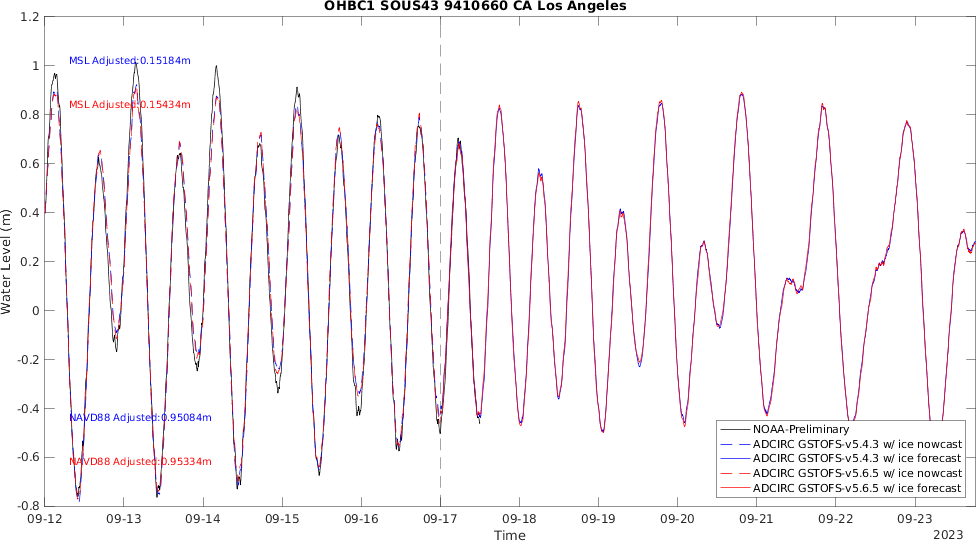 OHBC1 SOUS43 9410660 CA Los Angeles
1.2
1
0.8
0.6
0.4
0.2
0
-0.2
-0.4
-0.6
-0.8
Water Level (m)
MSL Adjusted:0.15184m
MSL Adjusted:0.15434m
NAVD88 Adjusted:0.95084m
NAVD88 Adjusted:0.95334m
NOAA-Preliminary
ADCIRC GSTOFS-v5.4.3 w/ ice nowcast
ADCIRC GSTOFS-v5.4.3 w/ ice forecast
ADCIRC GSTOFS-v5.6.5 w/ ice nowcast
ADCIRC GSTOFS-v5.6.5 w/ ice forecast
09-12 09-13 09-14 09-15 09-16 09-17 09-18 09-19 09-20 09-21 09-22 09-23
Time
2023